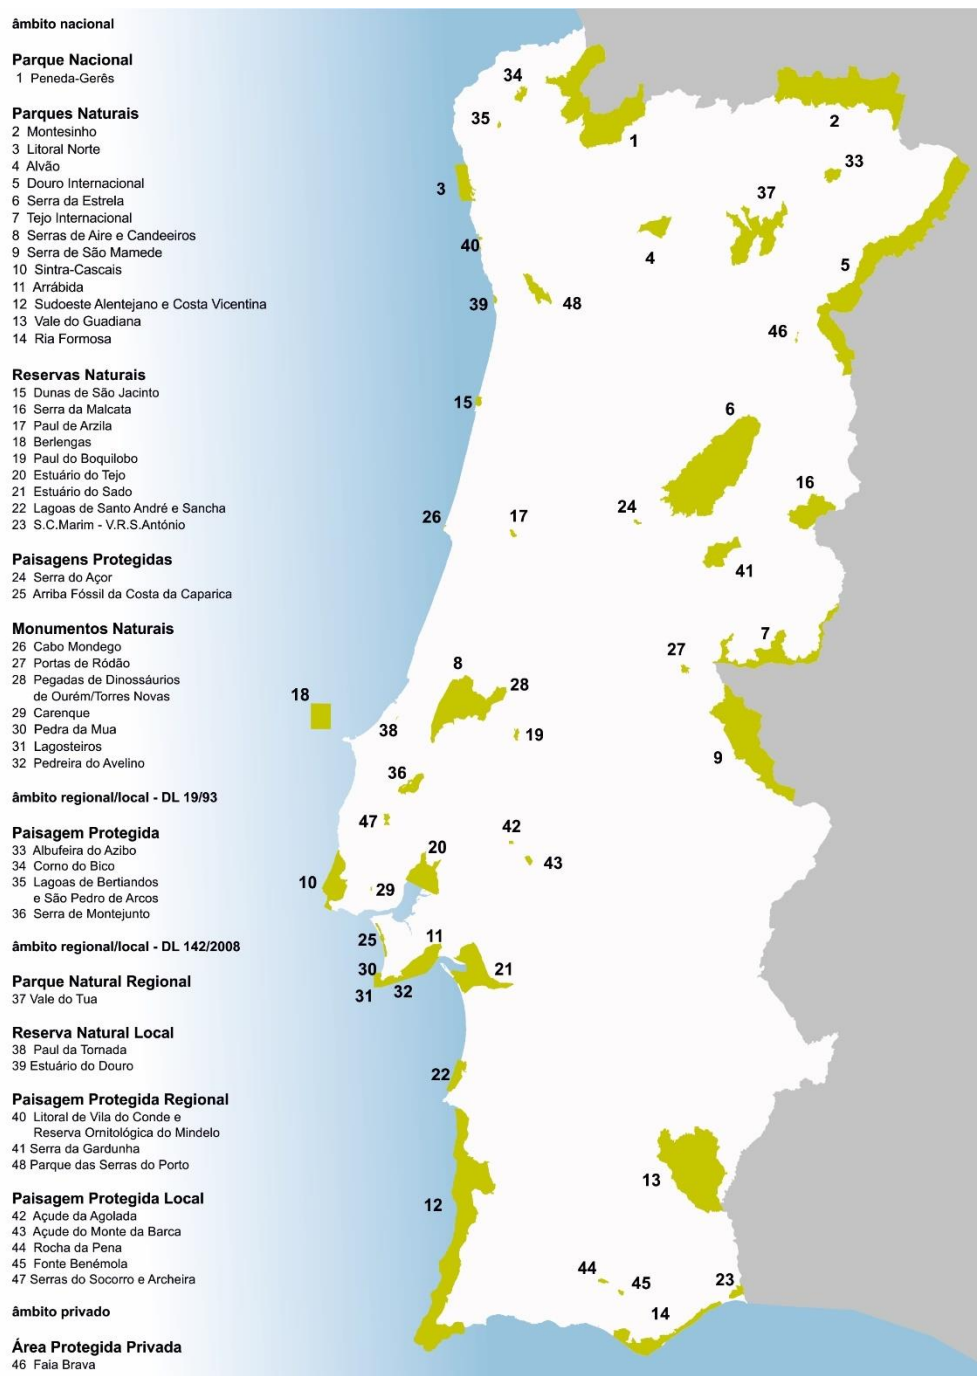 âmbito nacional
Parque Nacional
1 Peneda-Gerês
Parques Naturais
2 Montesinho
3 Litoral Norte
4 Alvão
5 Douro Internacional
6 Serra da Estrela
7 Tejo Internacional
8 Serras de Aire e Candeeiros
9 Serra de São Mamede
10 Sintra-Cascais
11 Arrábida
12 Sudoeste Alentejano e Costa Vicentina
13 Vale do Guadiana
14 Ria Formosa
Reservas Naturais
15 Dunas de São Jacinto
16 Serra da Malcata
17 Paul de Arzila
18 Berlengas
19 Paul do Boquilobo
20 Estuário do Tejo
21 Estuário do Sado
22 Lagoas de Santo André e Sancha
23 S.C.Marim - V.R.S.António
Paisagens Protegidas
24 Serra do Açor
25 Arriba Fóssil da Costa da Caparica
Monumentos Naturais
26 Cabo Mondego
27 Portas de Ródão
28 Pegadas de Dinossáurios
de Ourém/Torres Novas
29 Carenque
30 Pedra da Mua
31 Lagosteiros
32 Pedreira do Avelino
âmbito regional/local - DL 19/93
Paisagem Protegida
33 Albufeira do Azibo
34 Corno do Bico
35 Lagoas de Bertiandos
e São Pedro de Arcos
36 Serra de Montejunto
âmbito regional/local - DL 142/2008
Parque Natural Regional
37 Vale do Tua
Reserva Natural Local
38 Paul da Tornada
39 Estuário do Douro
Paisagem Protegida Regional
40 Litoral de Vila do Conde e
Reserva Ornitológica do Mindelo
41 Serra da Gardunha
48 Parque das Serras do Porto
Paisagem Protegida Local
42 Açude da Agolada
43 Açude do Monte da Barca
44 Rocha da Pena
45 Fonte Benémola
47 Serras do Socorro e Archeira
âmbito privado
Área Protegida Privada
46 Faia Brava
34
35
1
2
33
3
37
40
4
5
39
48
46
15
6
16
26
17
24
41
7
27
8
28
18
38
19
9
36
47
42
20
43
10
29
25
11
30
21
31
32
22
13
12
44
45
23
14